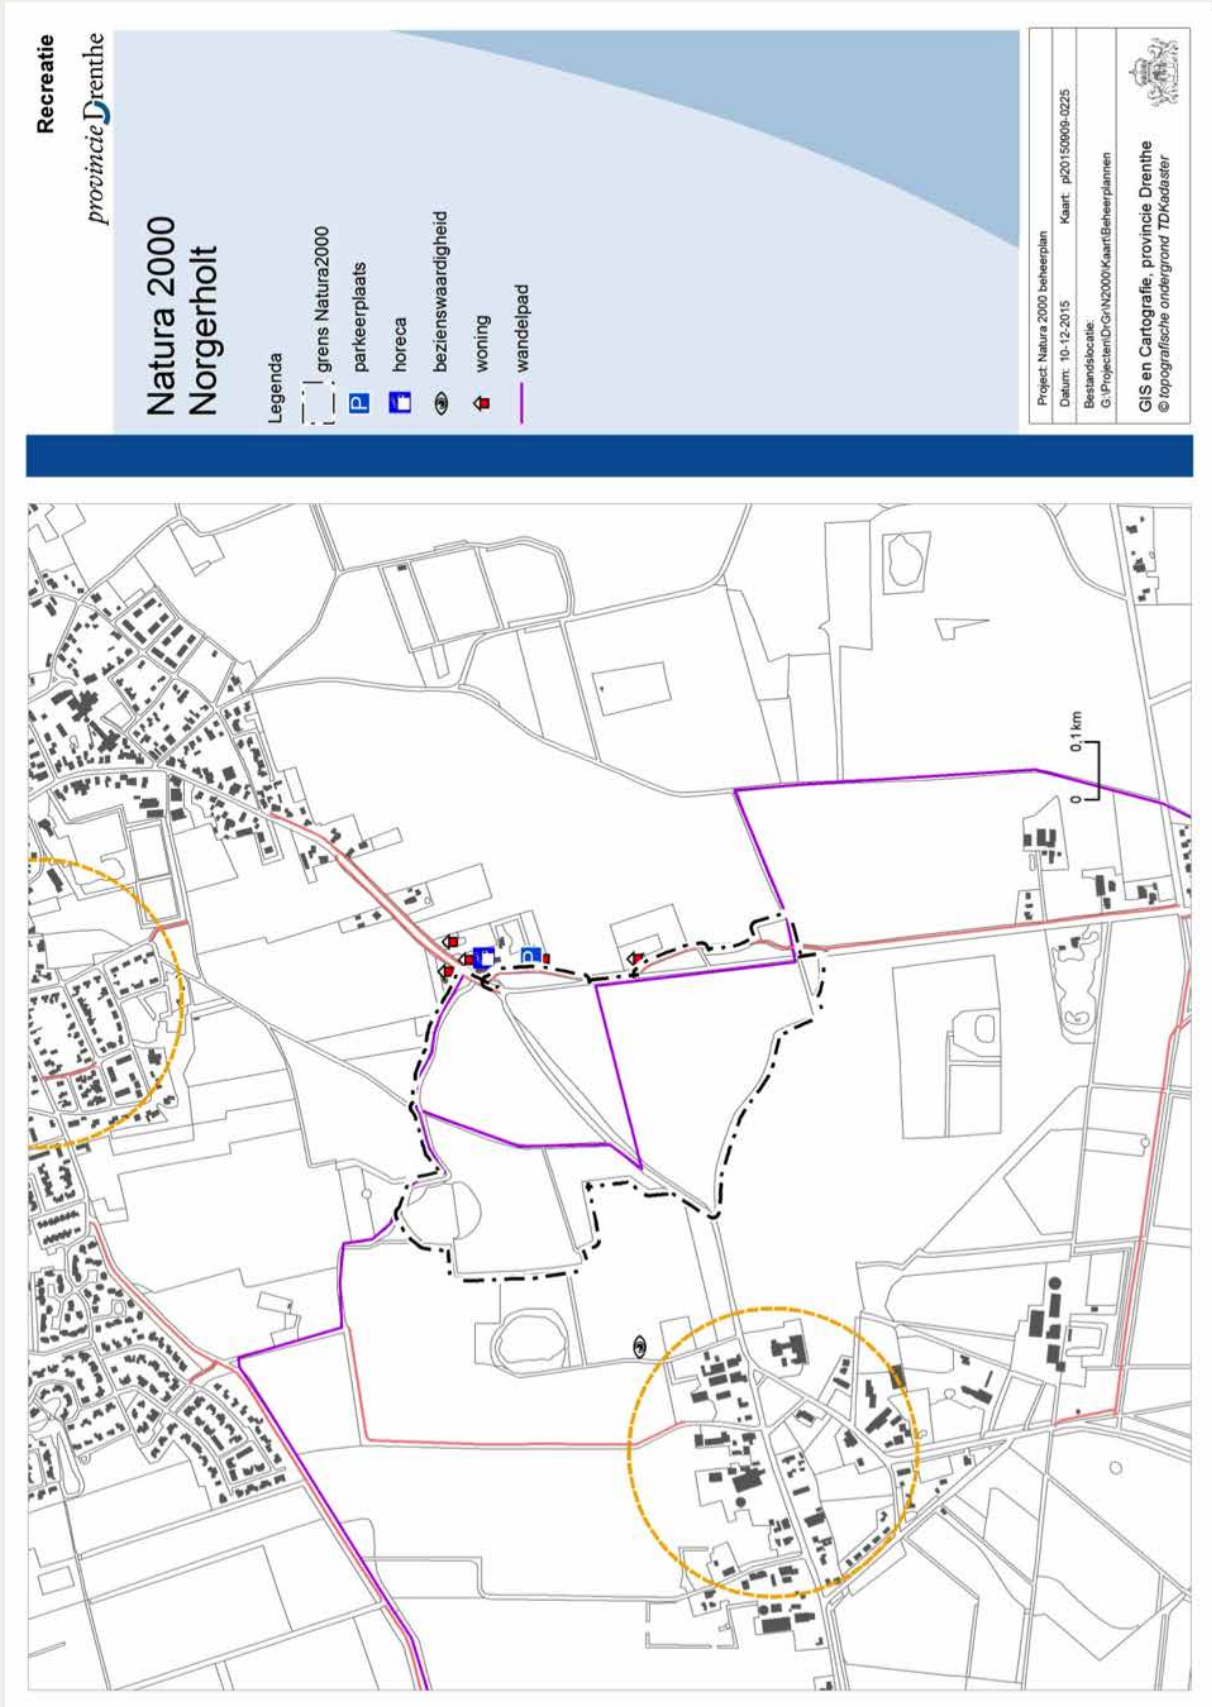 Recreatie
provincie Drenthe
Natura 2000
Norgerholt
Legenda
grens Natura2000
P parkeerplaats
horeca
bezienswaardigheid
woning
wandelpad
Project: Natura 2000 beheerplan
Datum: 10-12-2015 Kaart: pl20150909-0225
Bestandslocatie:
G:\Projecten\DrGr\N2000\Kaart\Beheerplannen
GIS en Cartografie, provincie Drenthe
© topografische ondergrond TDKadaster
P
0 0,1 km